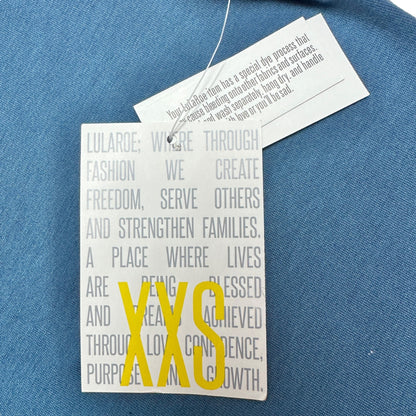 Your LuLaRoe item has a special dye process that
cause bleeding onto other fabrics and surfaces.
and wash separately, hang dry, and handle
love or you'll be sad.
LULAROE; WHERE THROUGH
FASHION WE CREATE
FREEDOM, SERVE OTHERS
AND STRENGTHEN FAMILIES.
A PLACE WHERE LIVES
ARE BEING BLESSED
AND DREAMS ACHIEVED
THROUGH LOVE, CONFIDENCE,
PURPOSE AND GROWTH.
XXS